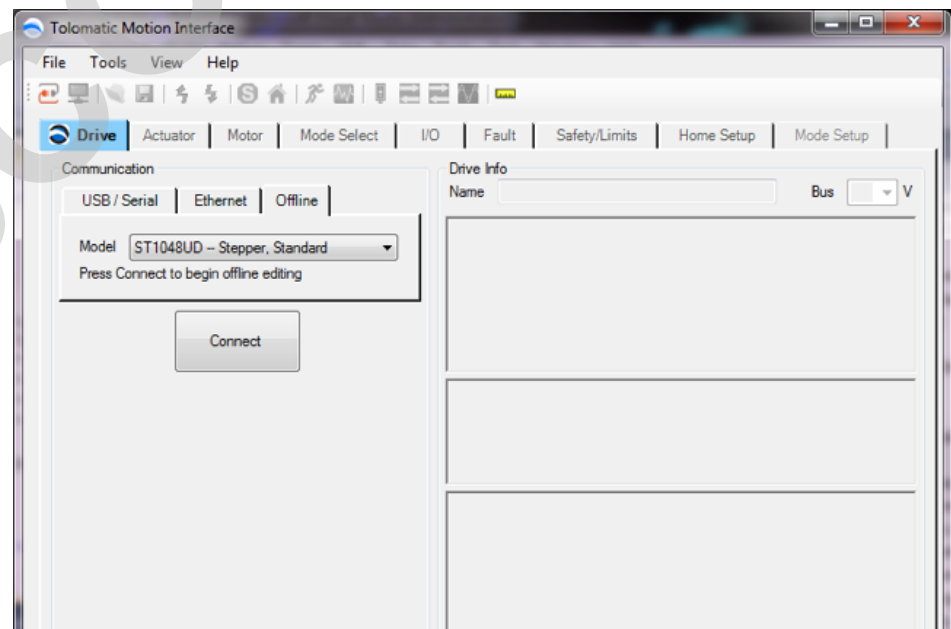 Tolomatic Motion Interface
File Tools View Help
Drive Actuator Motor Mode Select I/O Fault Safety/Limits Home Setup Mode Setup
Communication
USB / Serial Ethernet Offline
Model ST1048UD -- Stepper, Standard
Press Connect to begin offline editing
Connect
Drive Info
Name Bus V